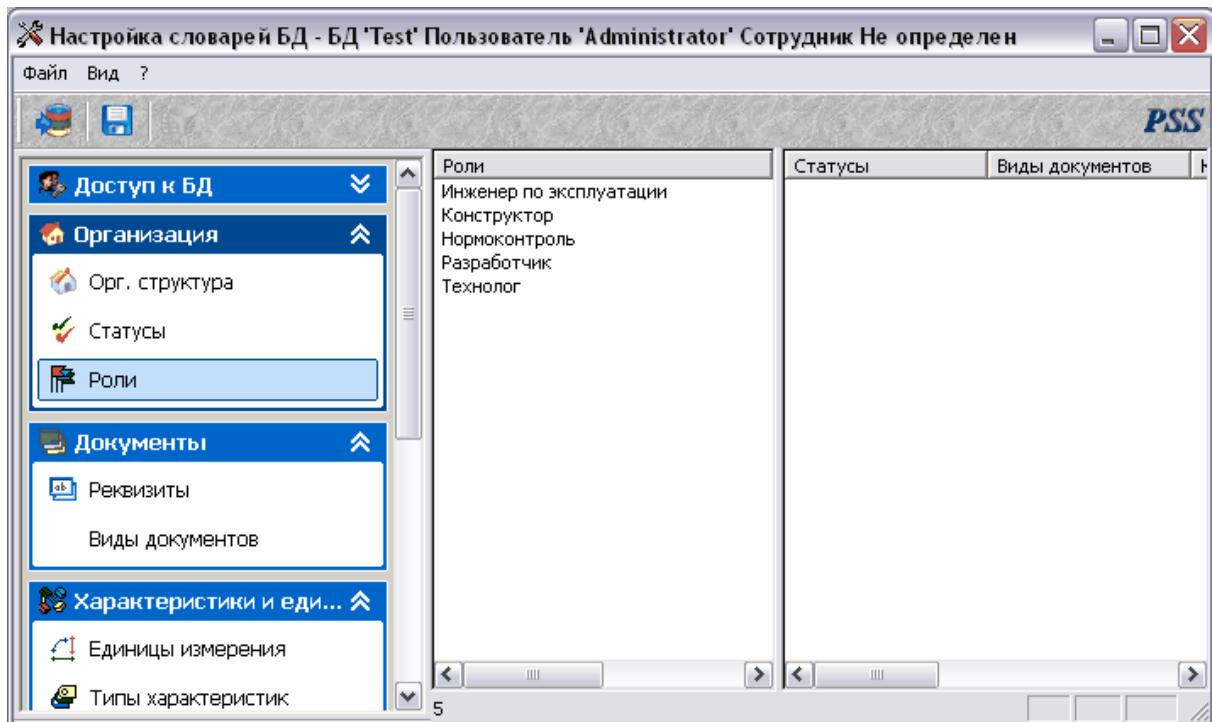 Настройка словарей БД - БД 'Test' Пользователь 'Administrator' Сотрудник Не определен
Файл Вид ?
PSS
Доступ к БД
Организация
Орг. структура
Статусы
Роли
Документы
Реквизиты
Виды документов
Характеристики и еди...
Единицы измерения
Типы характеристик
Роли
Инженер по эксплуатации
Конструктор
Нормоконтроль
Разработчик
Технолог
Статусы Виды документов
5